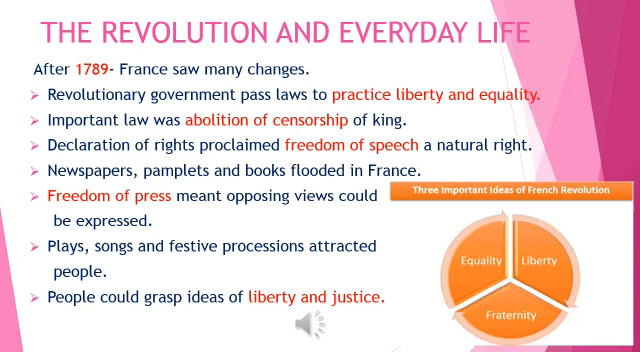 THE REVOLUTION AND EVERYDAY LIFE
After 1789- France saw many changes.
Revolutionary government pass laws to practice liberty and equality.
Important law was abolition of censorship of king.
Declaration of rights proclaimed freedom of speech a natural right.
Newspapers, pamplets and books flooded in France.
Freedom of press meant opposing views could
be expressed.
Plays, songs and festive processions attracted
people.
People could grasp ideas of liberty and justice.
Three Important Ideas of French Revolution
Equality
Liberty
Fraternity